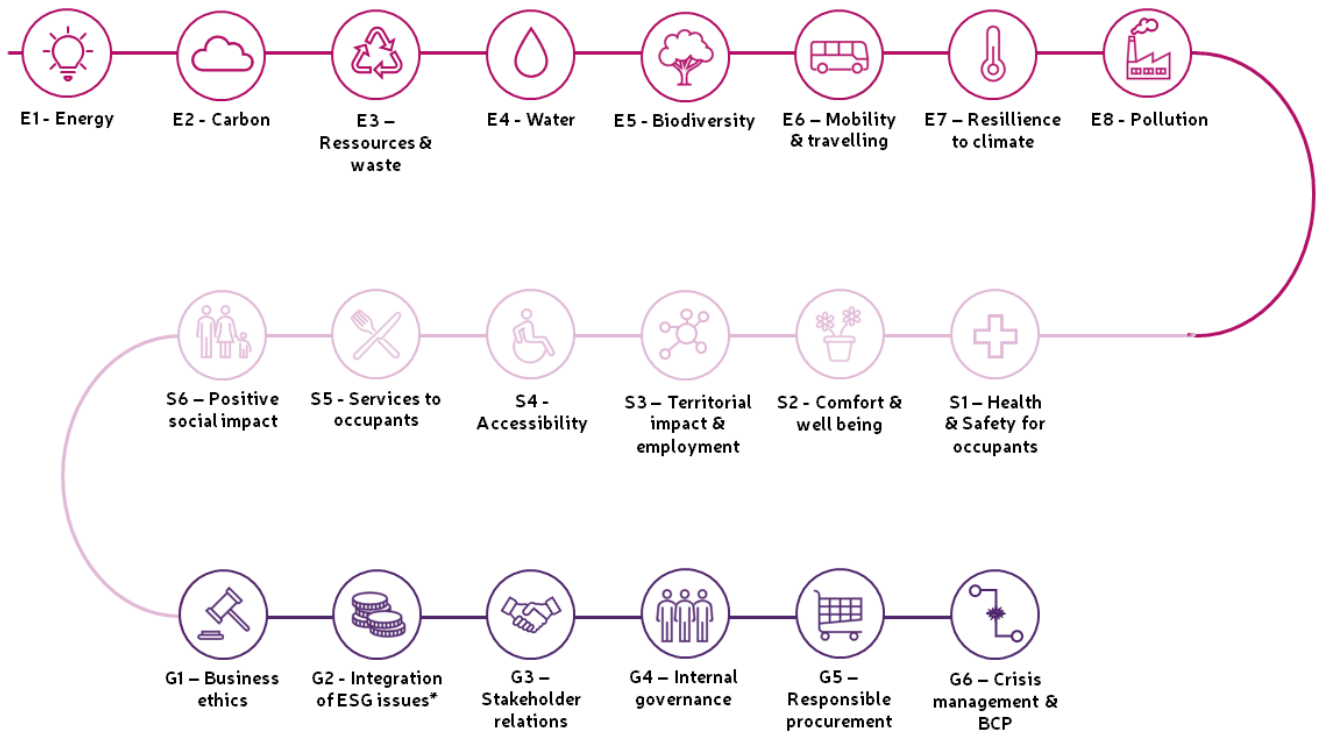 E1 - Energy
E2 - Carbon
E3 –
Ressources &
waste
E4 - Water
E5 - Biodiversity
E6 – Mobility
& travelling
E7 – Resillience
to climate
E8 - Pollution
S6 – Positive
social impact
S5 - Services to
occupants
S4 -
Accessibility
S3 – Territorial
impact &
employment
S2 - Comfort &
well being
S1 – Health
& Safety for
occupants
G1 – Business
ethics
G2 - Integration
of ESG issues*
G3 –
Stakeholder
relations
G4 – Internal
governance
G5 –
Responsible
procurement
G6 – Crisis
management &
BCP